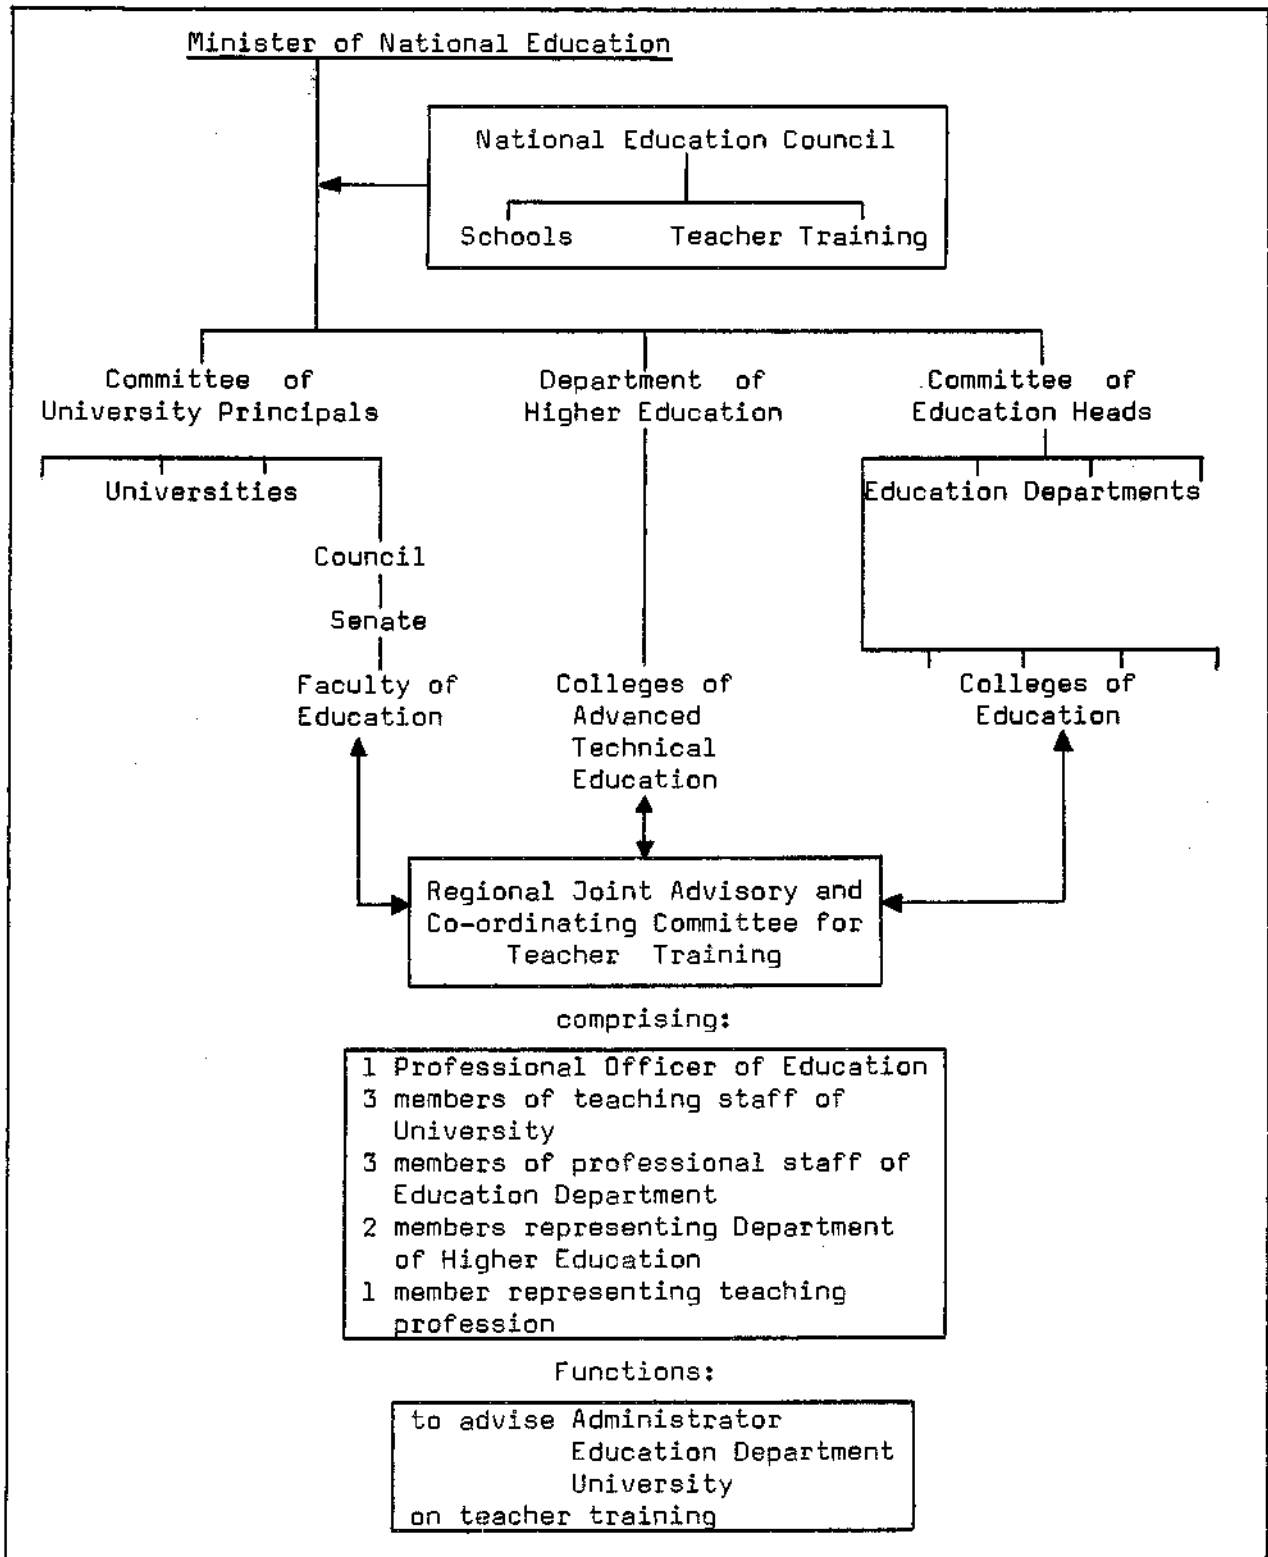 Minister of National Education
National Education Council
Schools
Teacher Training
Committee of
University Principals
Department of
Higher Education
Committee of
Education Heads
Universities
Education Departments
Council
Senate
Faculty of
Education
Colleges of
Advanced
Technical
Education
Colleges of
Education
Regional Joint Advisory and
Co-ordinating Committee for
Teacher Training
comprising:
1 Professional Officer of Education
3 members of teaching staff of
University
3 members of professional staff of
Education Department
2 members representing Department
of Higher Education
1 member representing teaching
profession
Functions:
to advise Administrator
Education Department
University
on teacher training